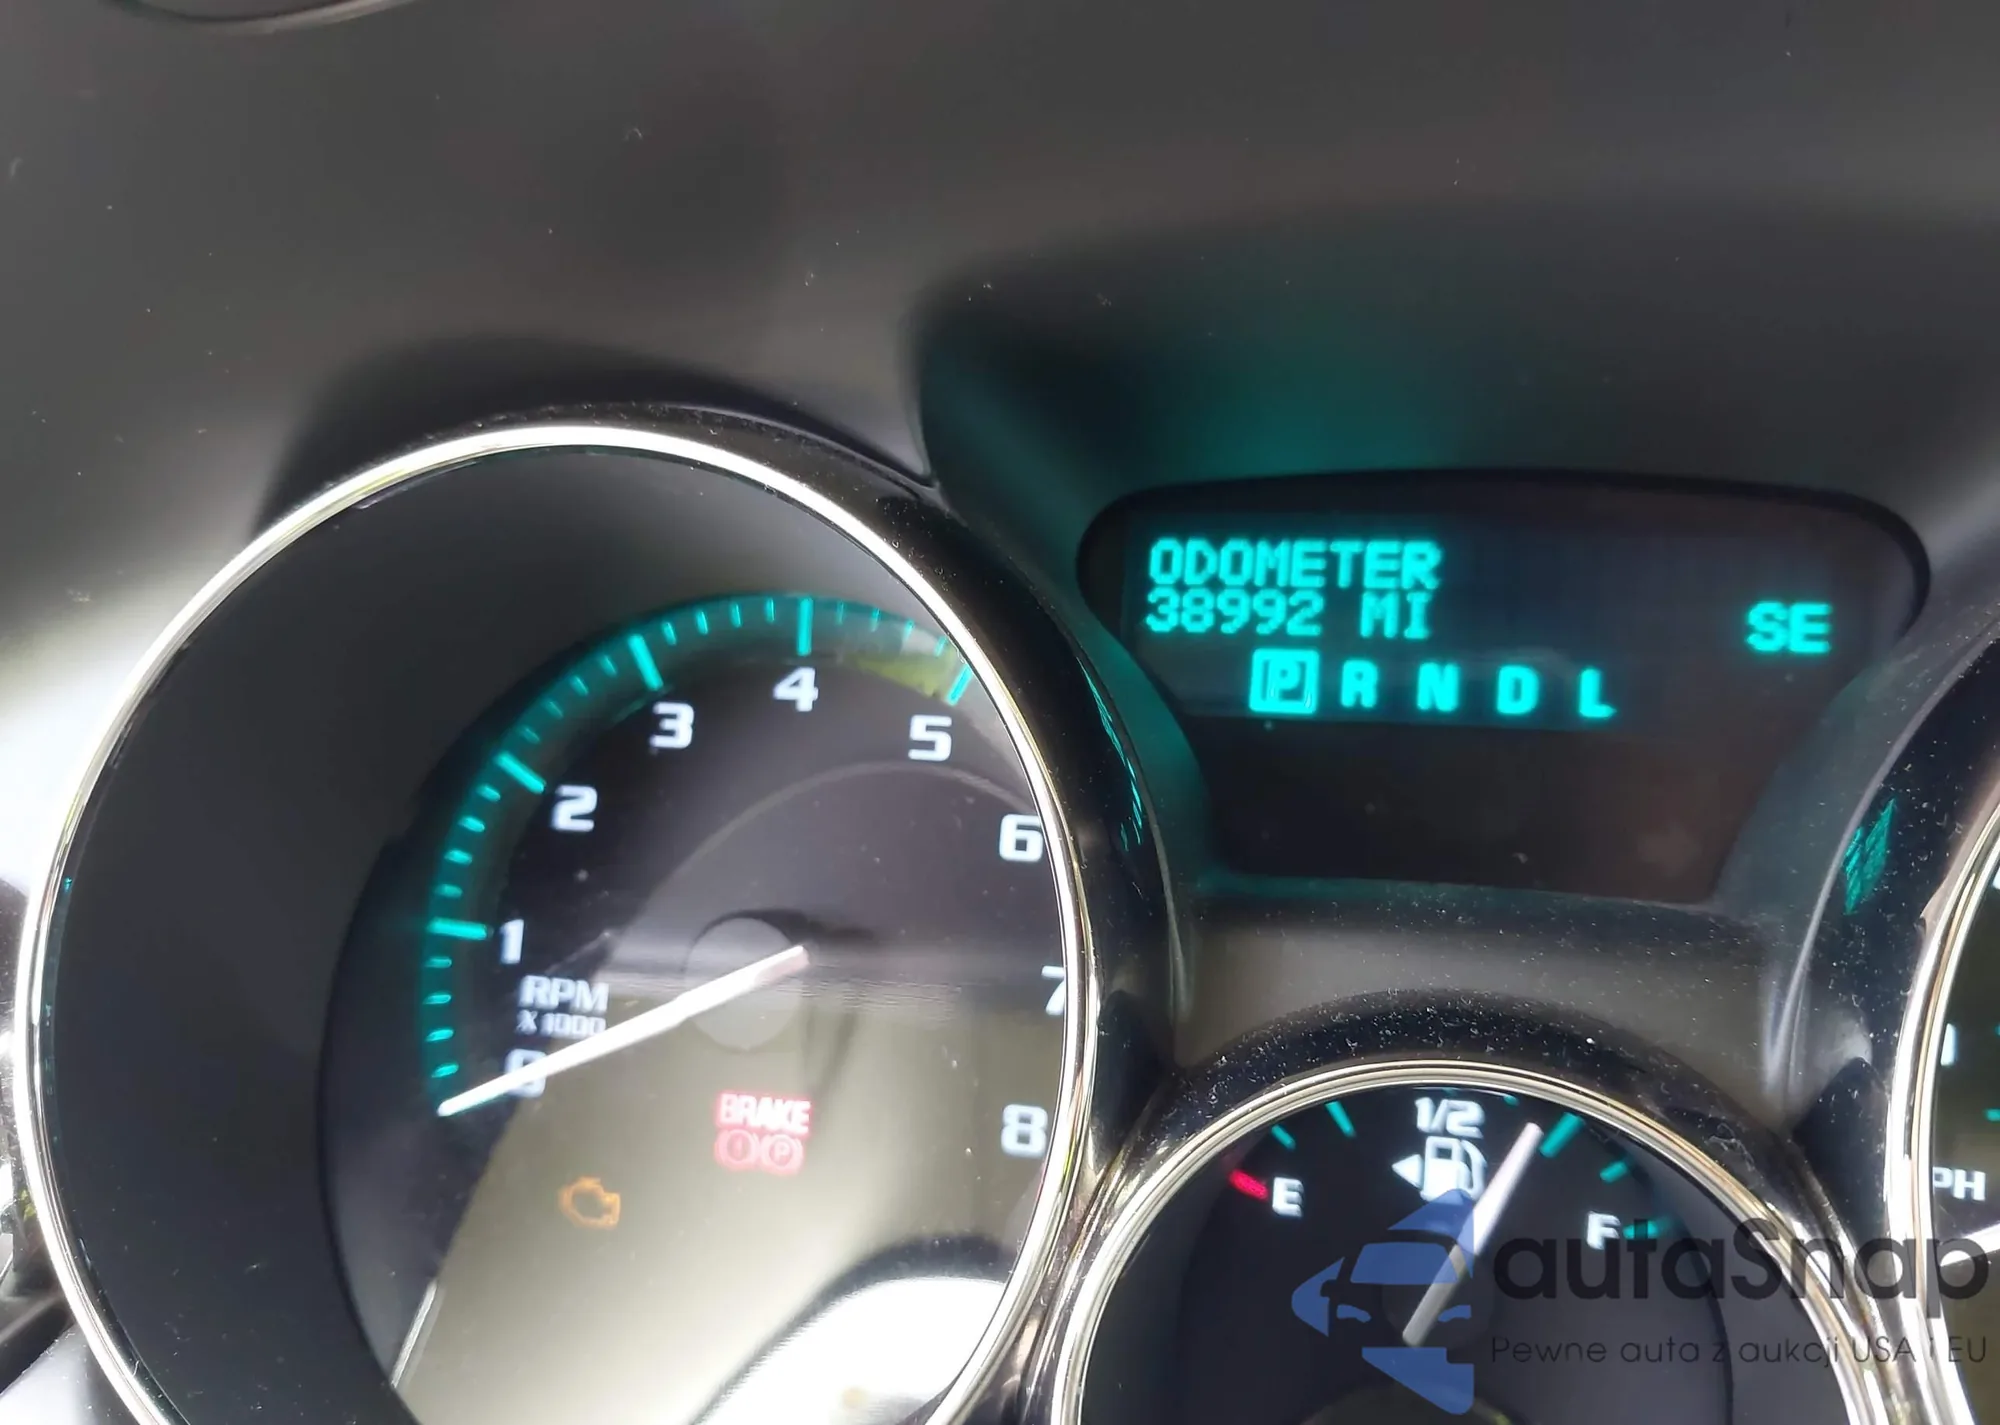 ODOMETER
38992 MI
SE
P R N D L
4
3
5
2
6
1
7
RPM
X 1000
0
BRAKE
P
8
1/2
E
F
PH
autaSnap
Pewne auta z aukcji USA i EU